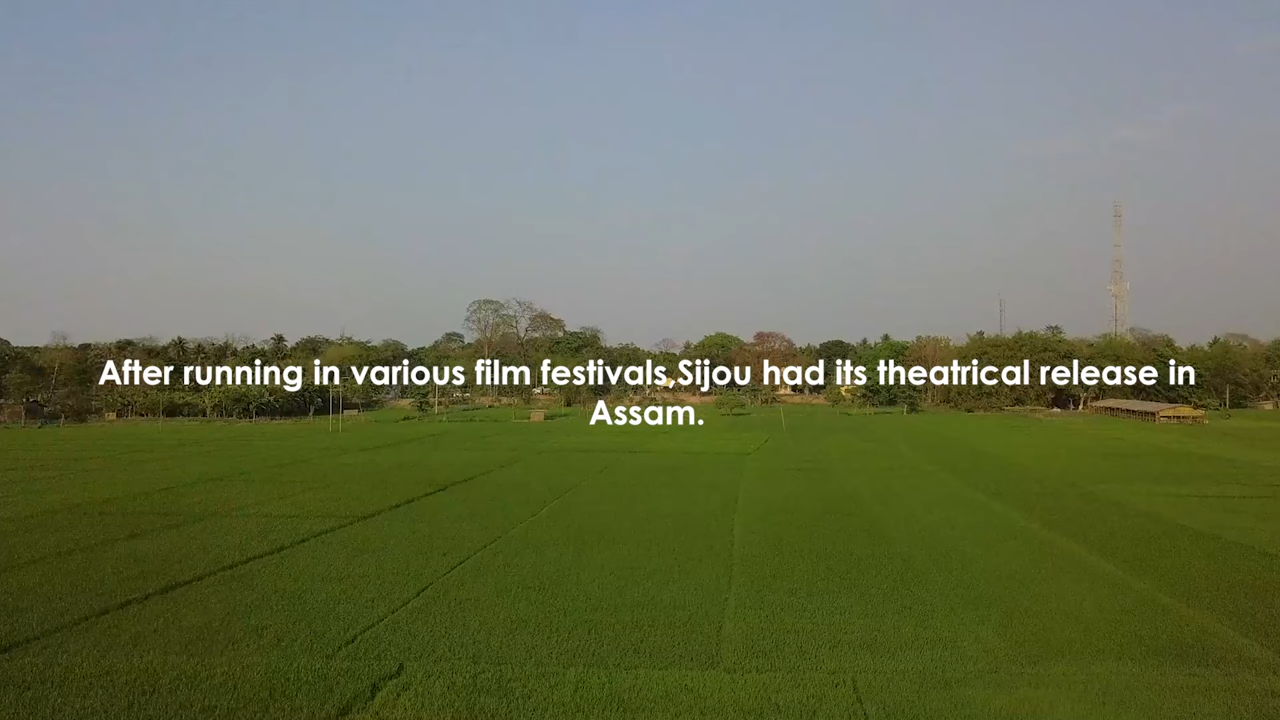 After running in various film festivals,Sijou had its theatrical release in
Assam.